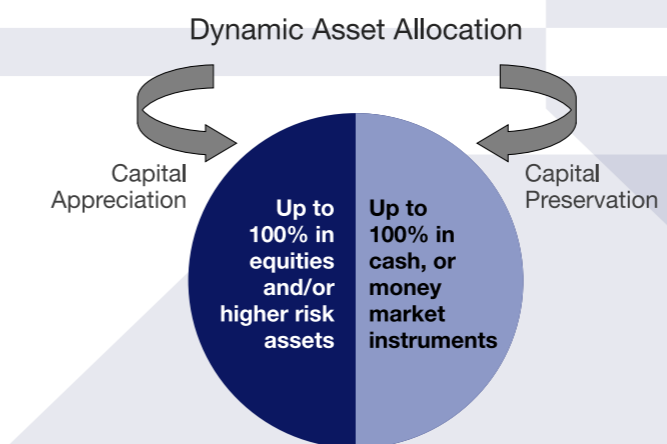 Dynamic Asset Allocation
Capital
Appreciation
Up to
100% in
equities
and/or
higher risk
assets
Up to
100% in
cash, or
money
market
instruments
Capital
Preservation